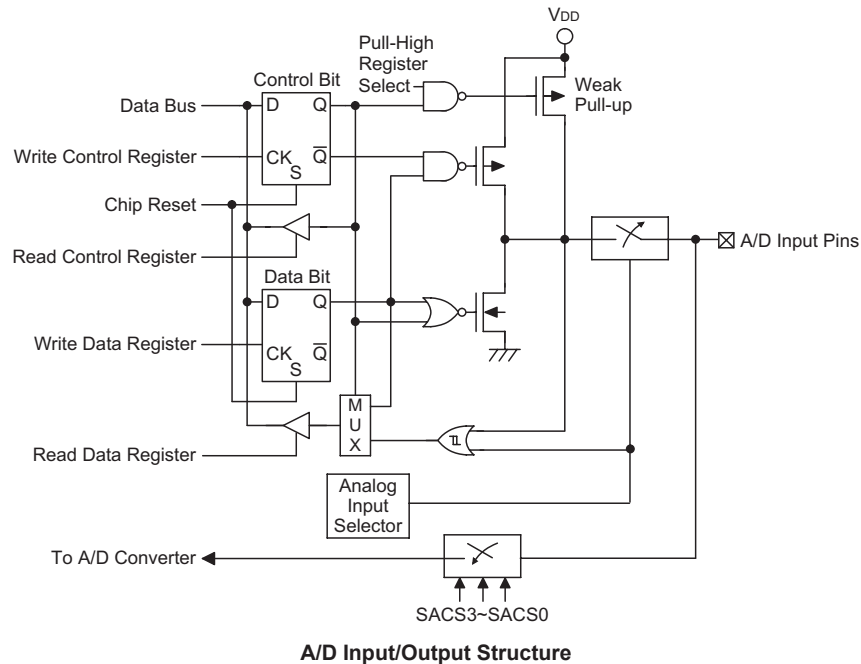 VDD
Pull-High
Register
Select
Control Bit
Weak
Pull-up
Data Bus
D
Q
Write Control Register
CK
Q̅
S
Chip Reset
Read Control Register
Data Bit
D
Q
A/D Input Pins
Write Data Register
CK
Q̅
S
M
U
X
Read Data Register
Analog
Input
Selector
To A/D Converter
SACS3~SACS0
A/D Input/Output Structure